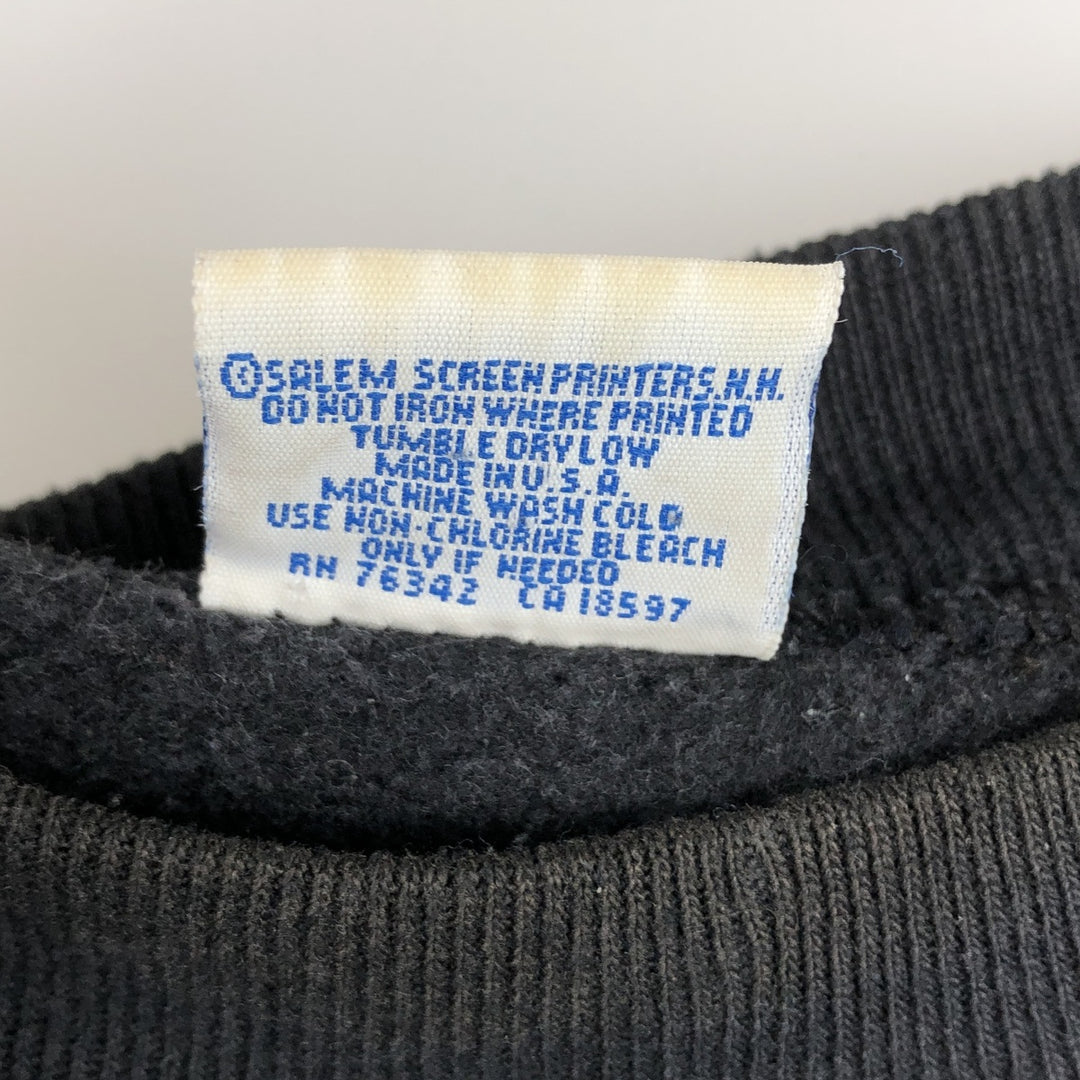 SALEM SCREEN PRINTERS.N.H.
DO NOT IRON WHERE PRINTED
TUMBLE DRY LOW
MADE IN U.S.A.
MACHINE WASH COLD
USE NON-CHLORINE BLEACH
ONLY IF NEEDED
RN 76342 CA 18597